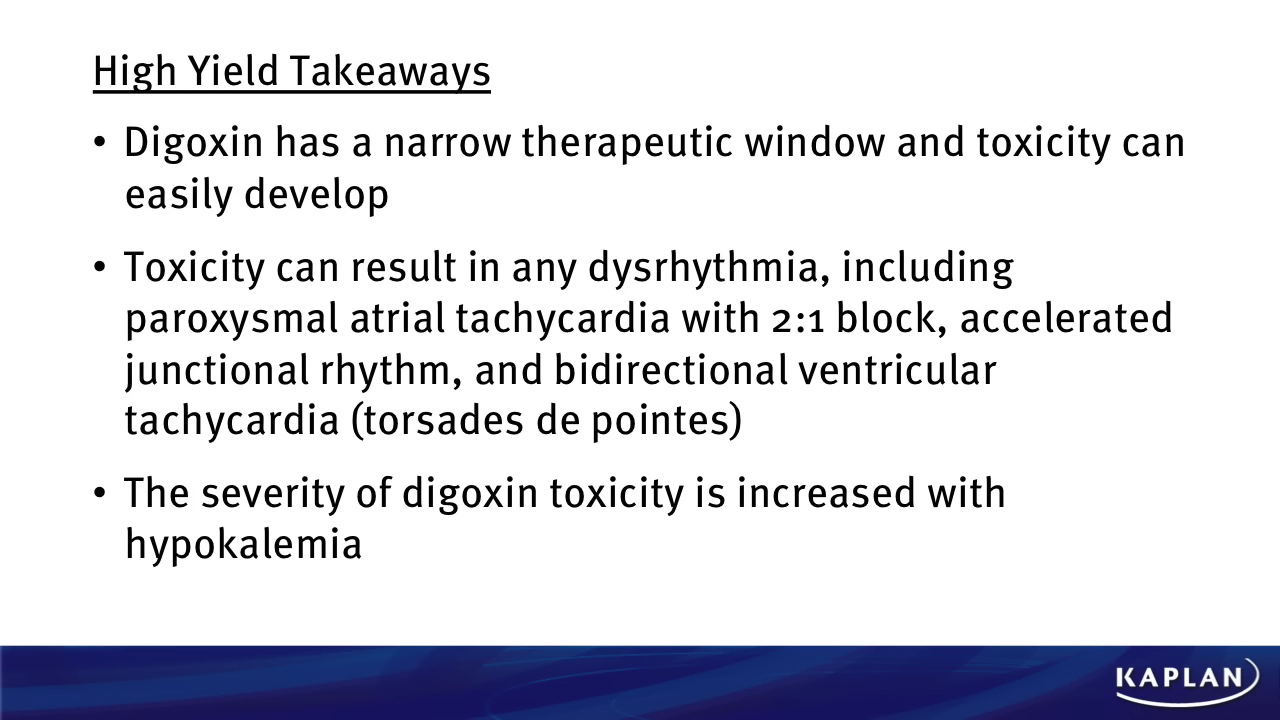 High Yield Takeaways
• Digoxin has a narrow therapeutic window and toxicity can
easily develop
• Toxicity can result in any dysrhythmia, including
paroxysmal atrial tachycardia with 2:1 block, accelerated
junctional rhythm, and bidirectional ventricular
tachycardia (torsades de pointes)
• The severity of digoxin toxicity is increased with
hypokalemia
KAPLAN